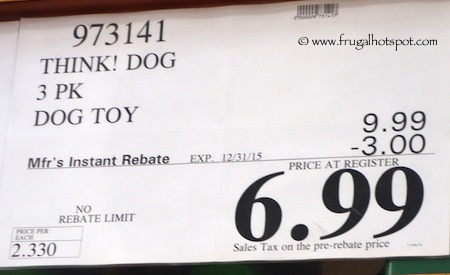 © www.frugalhotspot.com
973141
THINK! DOG
3 PK
DOG TOY
9.99
-3.00
Mfr's Instant Rebate EXP. 12/31/15
PRICE AT REGISTER
6.99
NO
REBATE LIMIT
PRICE PER
EACH
2.330
Sales Tax on the pre-rebate price